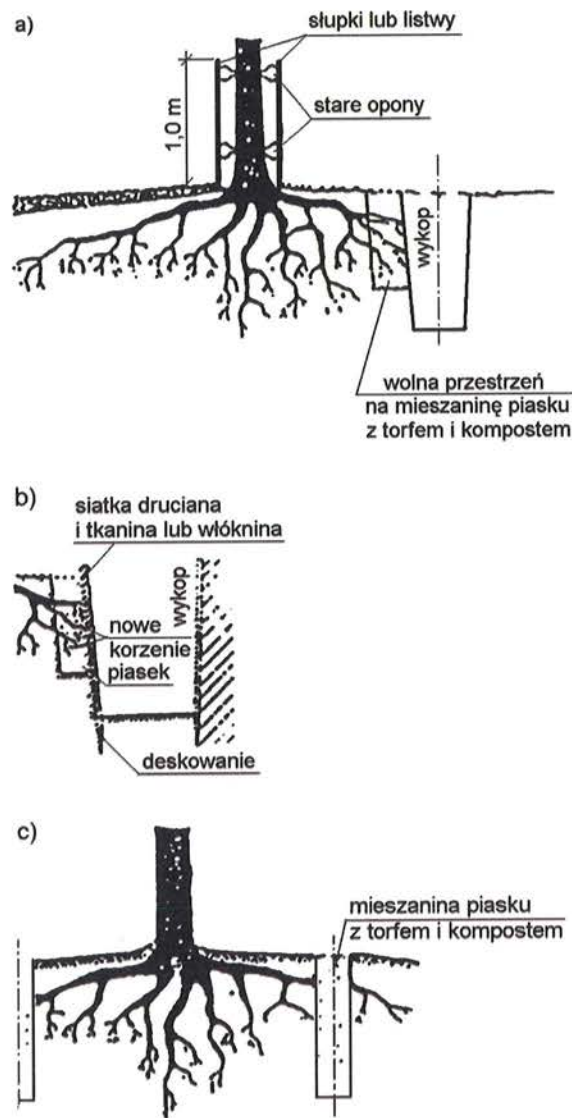 a)
słupki lub listwy
stare opony
1,0 m
wykop
wolna przestrzeń
na mieszaninę piasku
z torfem i kompostem
b)
siatka druciana
i tkanina lub włóknina
wykop
nowe
korzenie
piasek
deskowanie
c)
mieszanina piasku
z torfem i kompostem